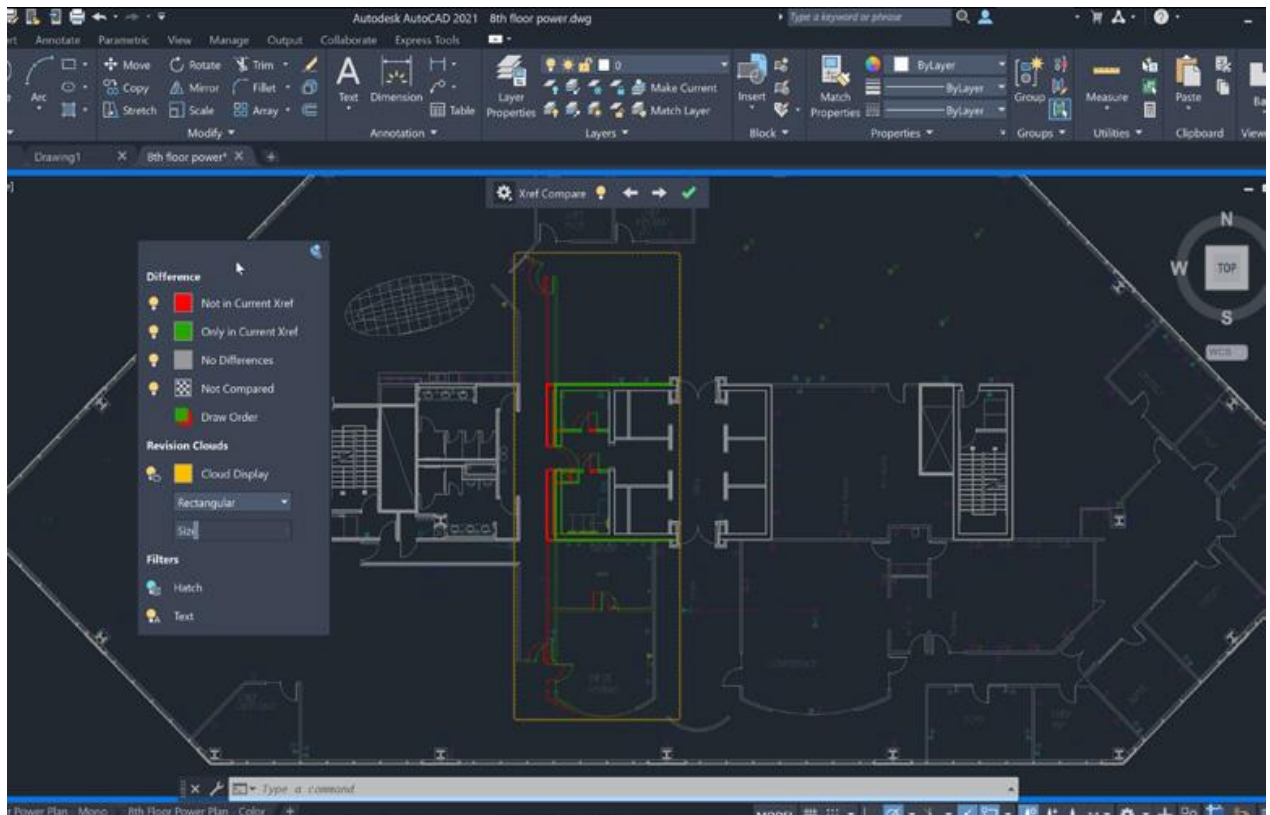 Autodesk AutoCAD 2021 8th floor power.dwg
Type a keyword or phrase
Annotate Parametric View Manage Output Collaborate Express Tools
Move Rotate Trim
Copy Mirror Fillet
Stretch Scale Array
Arc
Text Dimension
Table
Layer Properties
0
Make Current
Match Layer
Insert
Match Properties
ByLayer
ByLayer
ByLayer
Group
Measure
Paste
Modify Annotation Layers Block Properties Groups Utilities Clipboard
Drawing1 8th floor power*
Xref Compare
N
W TOP
S
WCS
Difference
Not in Current Xref
Only in Current Xref
No Differences
Not Compared
Draw Order
Revision Clouds
Cloud Display
Rectangular
Size
Filters
Hatch
Text
Type a command
Power Plan Mono 8th Floor Power Plan Color
MODEL